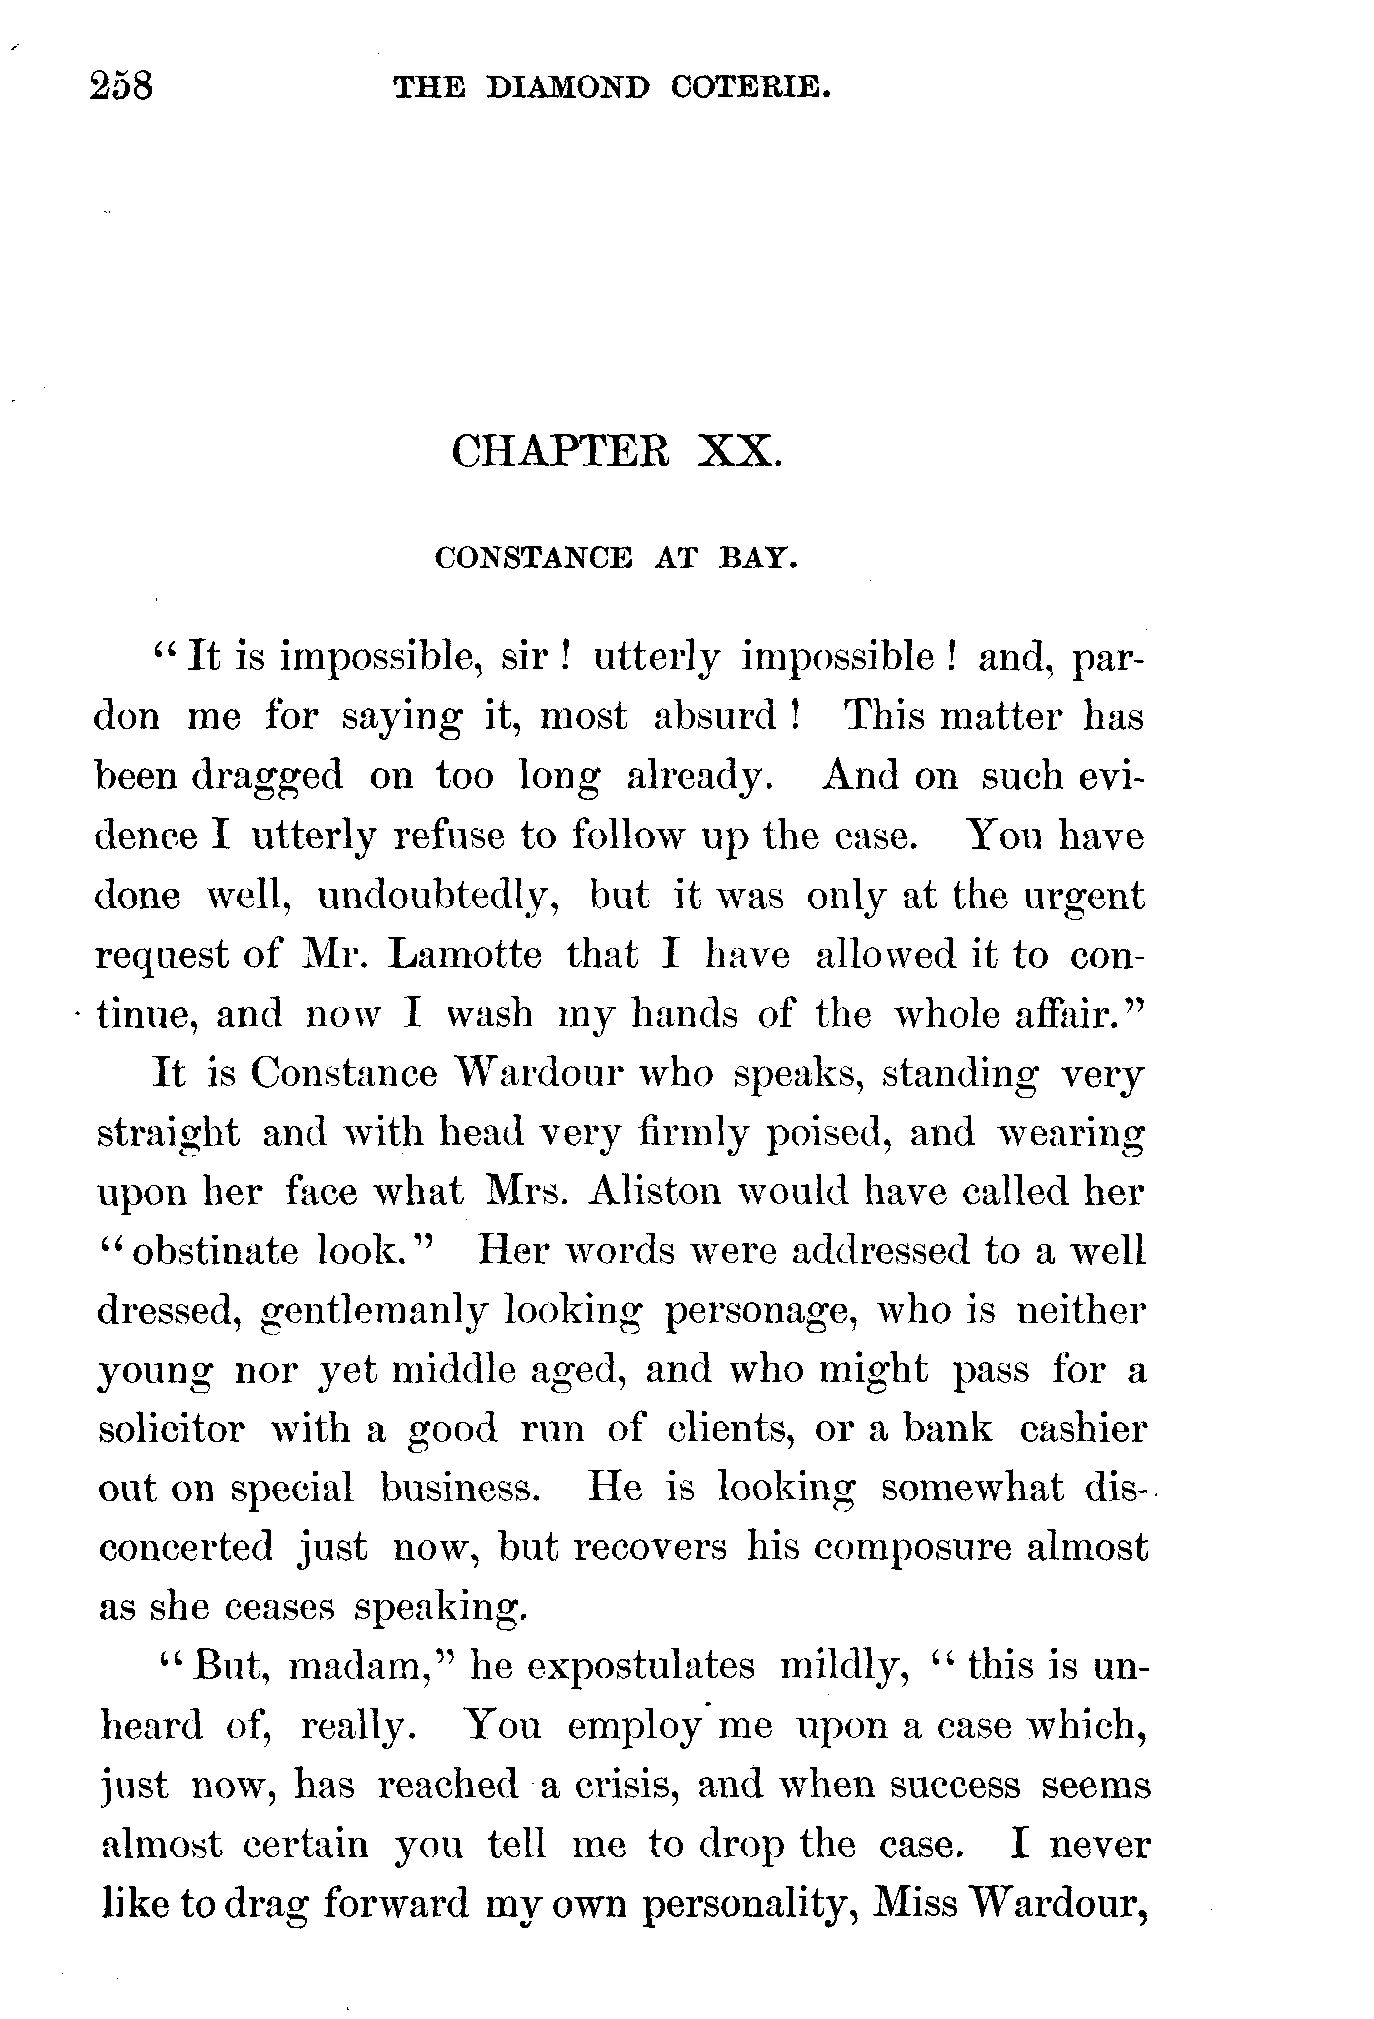 258 THE DIAMOND COTERIE.
CHAPTER XX.
CONSTANCE AT BAY.
“It is impossible, sir! utterly impossible! and, par-
don me for saying it, most absurd! This matter has
been dragged on too long already. And on such evi-
dence I utterly refuse to follow up the case. You have
done well, undoubtedly, but it was only at the urgent
request of Mr. Lamotte that I have allowed it to con-
tinue, and now I wash my hands of the whole affair.”
It is Constance Wardour who speaks, standing very
straight and with head very firmly poised, and wearing
upon her face what Mrs. Aliston would have called her
“obstinate look.” Her words were addressed to a well
dressed, gentlemanly looking personage, who is neither
young nor yet middle aged, and who might pass for a
solicitor with a good run of clients, or a bank cashier
out on special business. He is looking somewhat dis-
concerted just now, but recovers his composure almost
as she ceases speaking.
“But, madam,” he expostulates mildly, “this is un-
heard of, really. You employ me upon a case which,
just now, has reached a crisis, and when success seems
almost certain you tell me to drop the case. I never
like to drag forward my own personality, Miss Wardour,